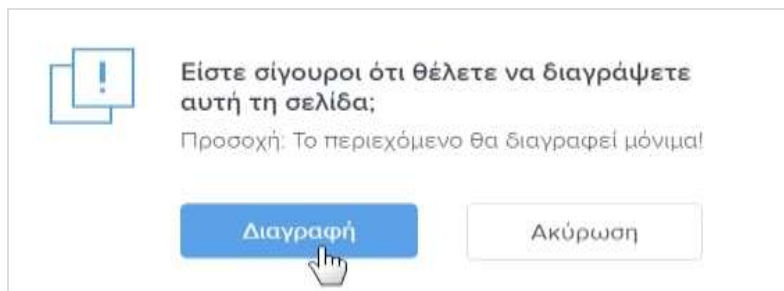 Είστε σίγουροι ότι θέλετε να διαγράψετε
αυτή τη σελίδα;
Προσοχή: Το περιεχόμενο θα διαγραφεί μόνιμα!
Διαγραφή
Ακύρωση